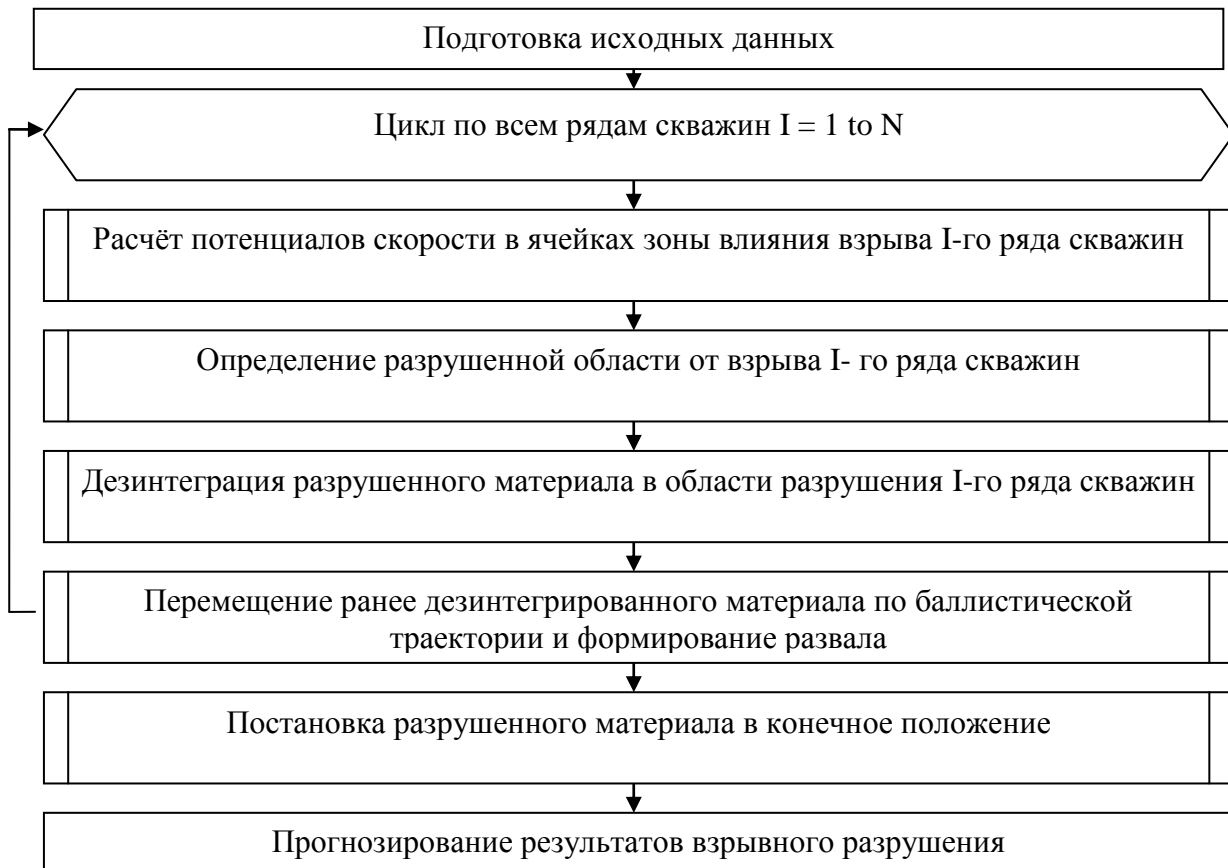 Подготовка исходных данных
Цикл по всем рядам скважин I = 1 to N
Расчёт потенциалов скорости в ячейках зоны влияния взрыва I-го ряда скважин
Определение разрушенной области от взрыва I- го ряда скважин
Дезинтеграция разрушенного материала в области разрушения I-го ряда скважин
Перемещение ранее дезинтегрированного материала по баллистической
траектории и формирование развала
Постановка разрушенного материала в конечное положение
Прогнозирование результатов взрывного разрушения